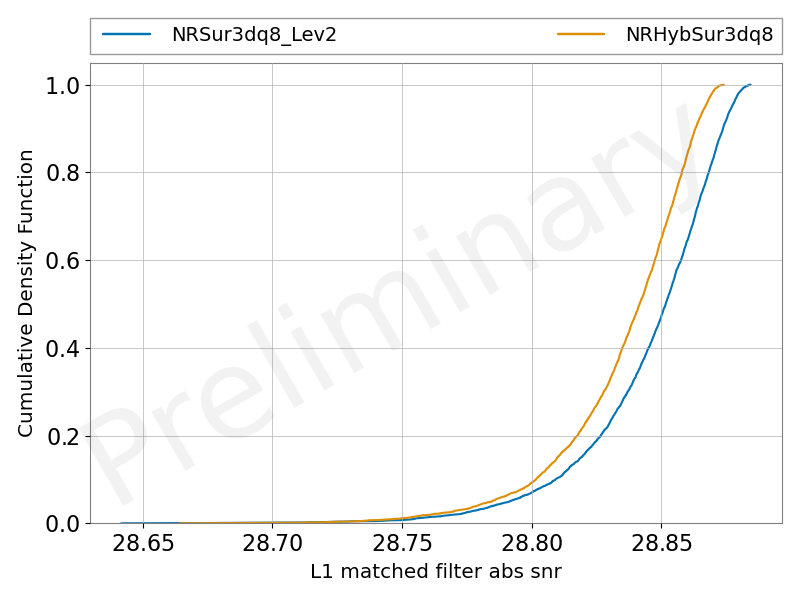 NRSur3dq8_Lev2 NRHybSur3dq8
1.0
0.8
0.6
0.4
0.2
0.0
28.65 28.70 28.75 28.80 28.85
L1 matched filter abs snr
Cumulative Density Function
Preliminary